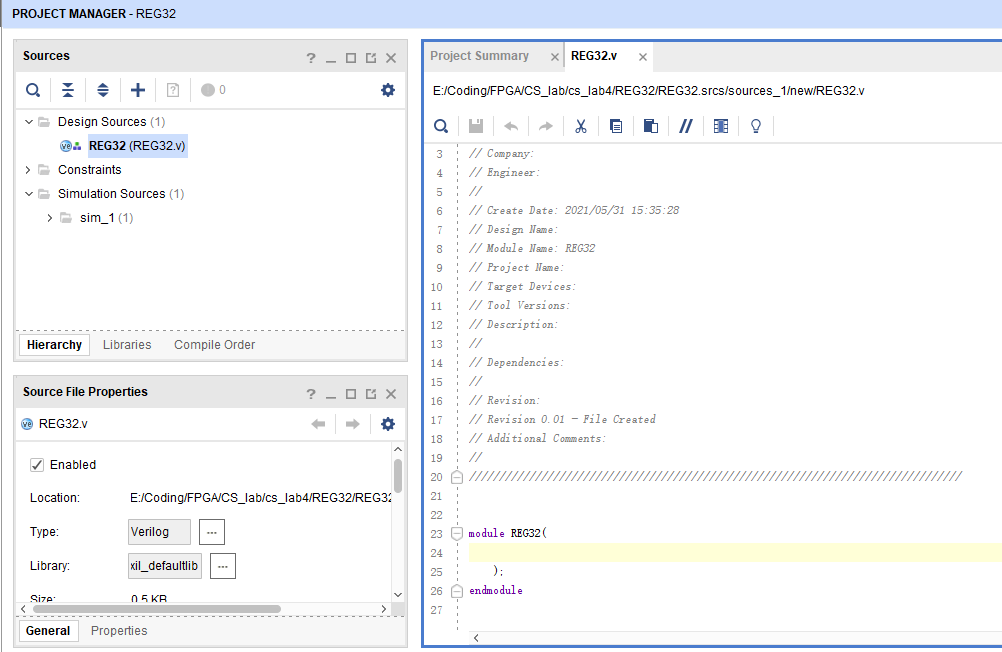 PROJECT MANAGER - REG32
Sources
? _
0
Design Sources (1)
REG32 (REG32.v)
Constraints
Simulation Sources (1)
sim_1 (1)
Hierarchy Libraries Compile Order
Source File Properties
?
REG32.v
Enabled
Location: E:/Coding/FPGA/CS_lab/cs_lab4/REG32/REG32
Type: Verilog ...
Library: xil_defaultlib ...
Size: 0.5 KB
General Properties
Project Summary REG32.v
E:/Coding/FPGA/CS_lab/cs_lab4/REG32/REG32.srcs/sources_1/new/REG32.v
3 // Company:
4 // Engineer:
5 //
6 // Create Date: 2021/05/31 15:35:28
7 // Design Name:
8 // Module Name: REG32
9 // Project Name:
10 // Target Devices:
11 // Tool Versions:
12 // Description:
13 //
14 // Dependencies:
15 //
16 // Revision:
17 // Revision 0.01 - File Created
18 // Additional Comments:
19 //
20 //////////////////////////////////////////////////////////////////////////////////
21
22
23 module REG32(
24
25 );
26 endmodule
27